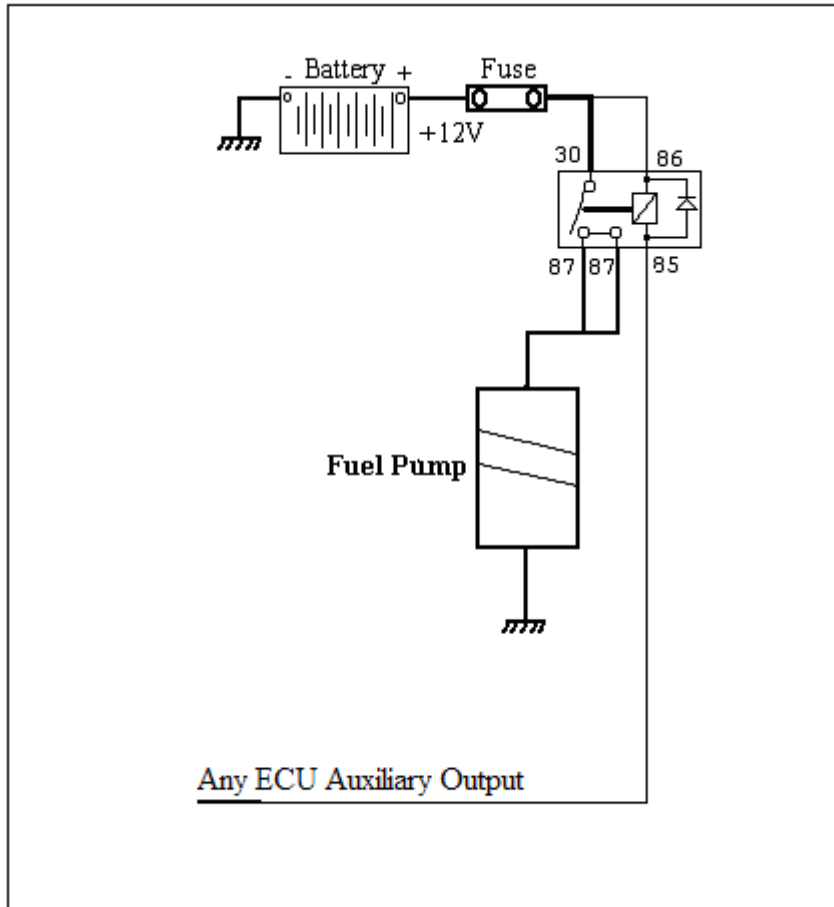 - Battery +
Fuse
+12V
30
86
87
87
85
Fuel Pump
Any ECU Auxiliary Output